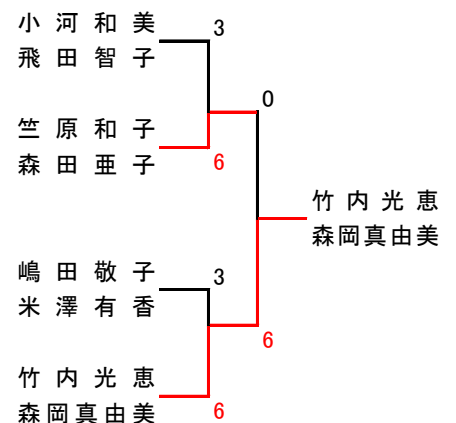 小河和美
3
飛田智子
0
竺原和子
森田亜子
6
竹内光恵
森岡真由美
嶋田敬子
3
米澤有香
6
竹内光恵
森岡真由美
6